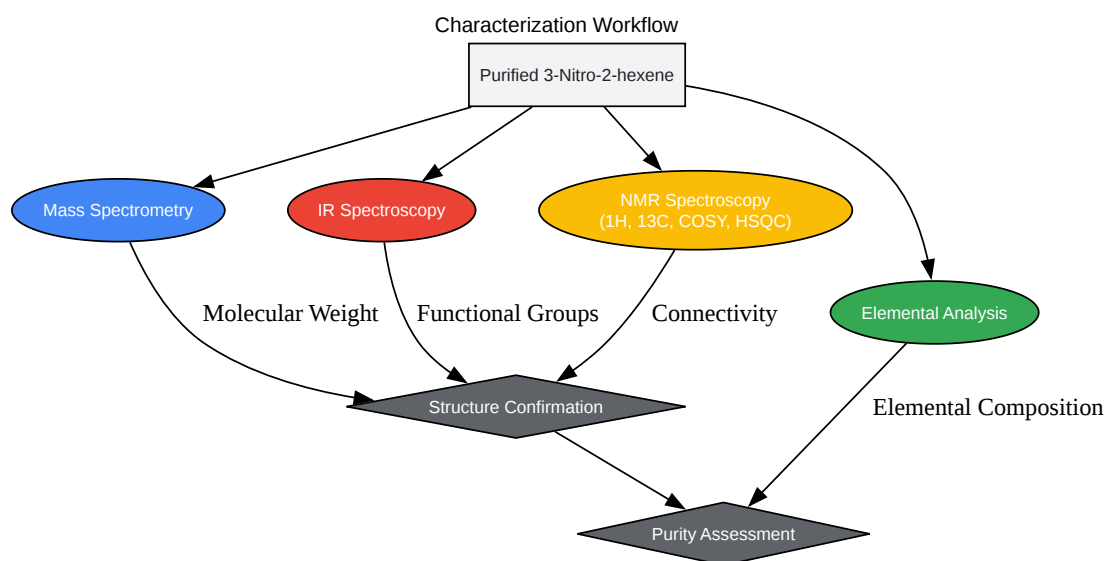 Characterization Workflow
Purified 3-Nitro-2-hexene
Mass Spectrometry
IR Spectroscopy
NMR Spectroscopy
(1H, 13C, COSY, HSQC)
Elemental Analysis
Molecular Weight
Functional Groups
Connectivity
Structure Confirmation
Elemental Composition
Purity Assessment